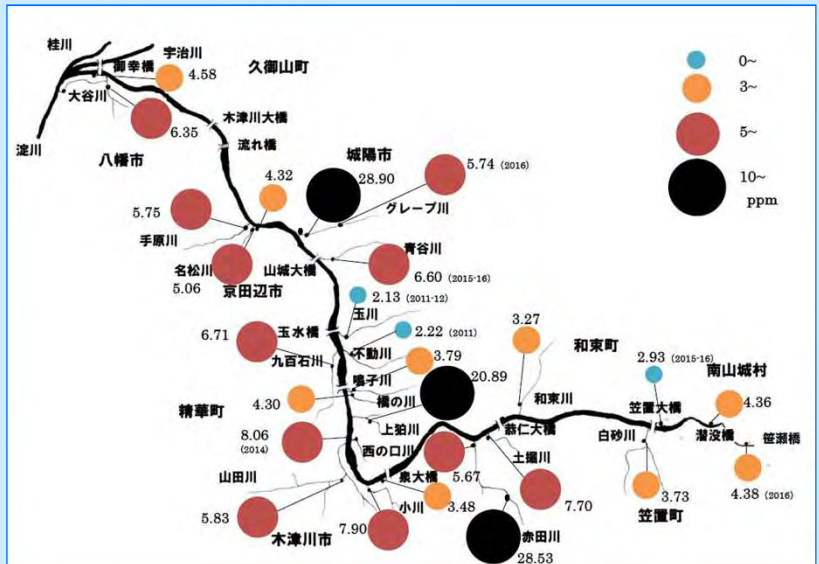 桂川
宇治川
御幸橋
4.58
久御山町
大谷川
6.35
淀川
八幡市
木津川大橋
流れ橋
城陽市
5.74 (2016)
4.32
28.90
グレープ川
5.75
手原川
青谷川
名松川
5.06
山城大橋
6.60 (2015-16)
京田辺市
2.13 (2011-12)
玉川
6.71
玉水橋
2.22 (2011)
九百石川
不動川
3.79
鳴子川
20.89
4.30
橋の川
精華町
上狛川
8.06
(2014)
西の口川
3.27
和束町
和束川
2.93 (2015-16)
南山城村
笠置大橋
4.36
恭仁大橋
白砂川
潜没橋
笹瀬橋
土堀川
山田川
泉大橋
5.67
小川
3.48
7.70
3.73
4.38 (2016)
笠置町
5.83
木津川市
7.90
赤田川
28.53
0~
3~
5~
10~
ppm